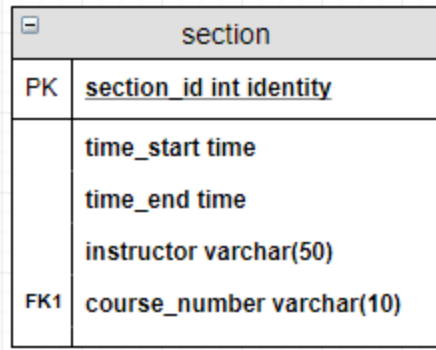 section
PK section_id int identity
time_start time
time_end time
instructor varchar(50)
FK1 course_number varchar(10)